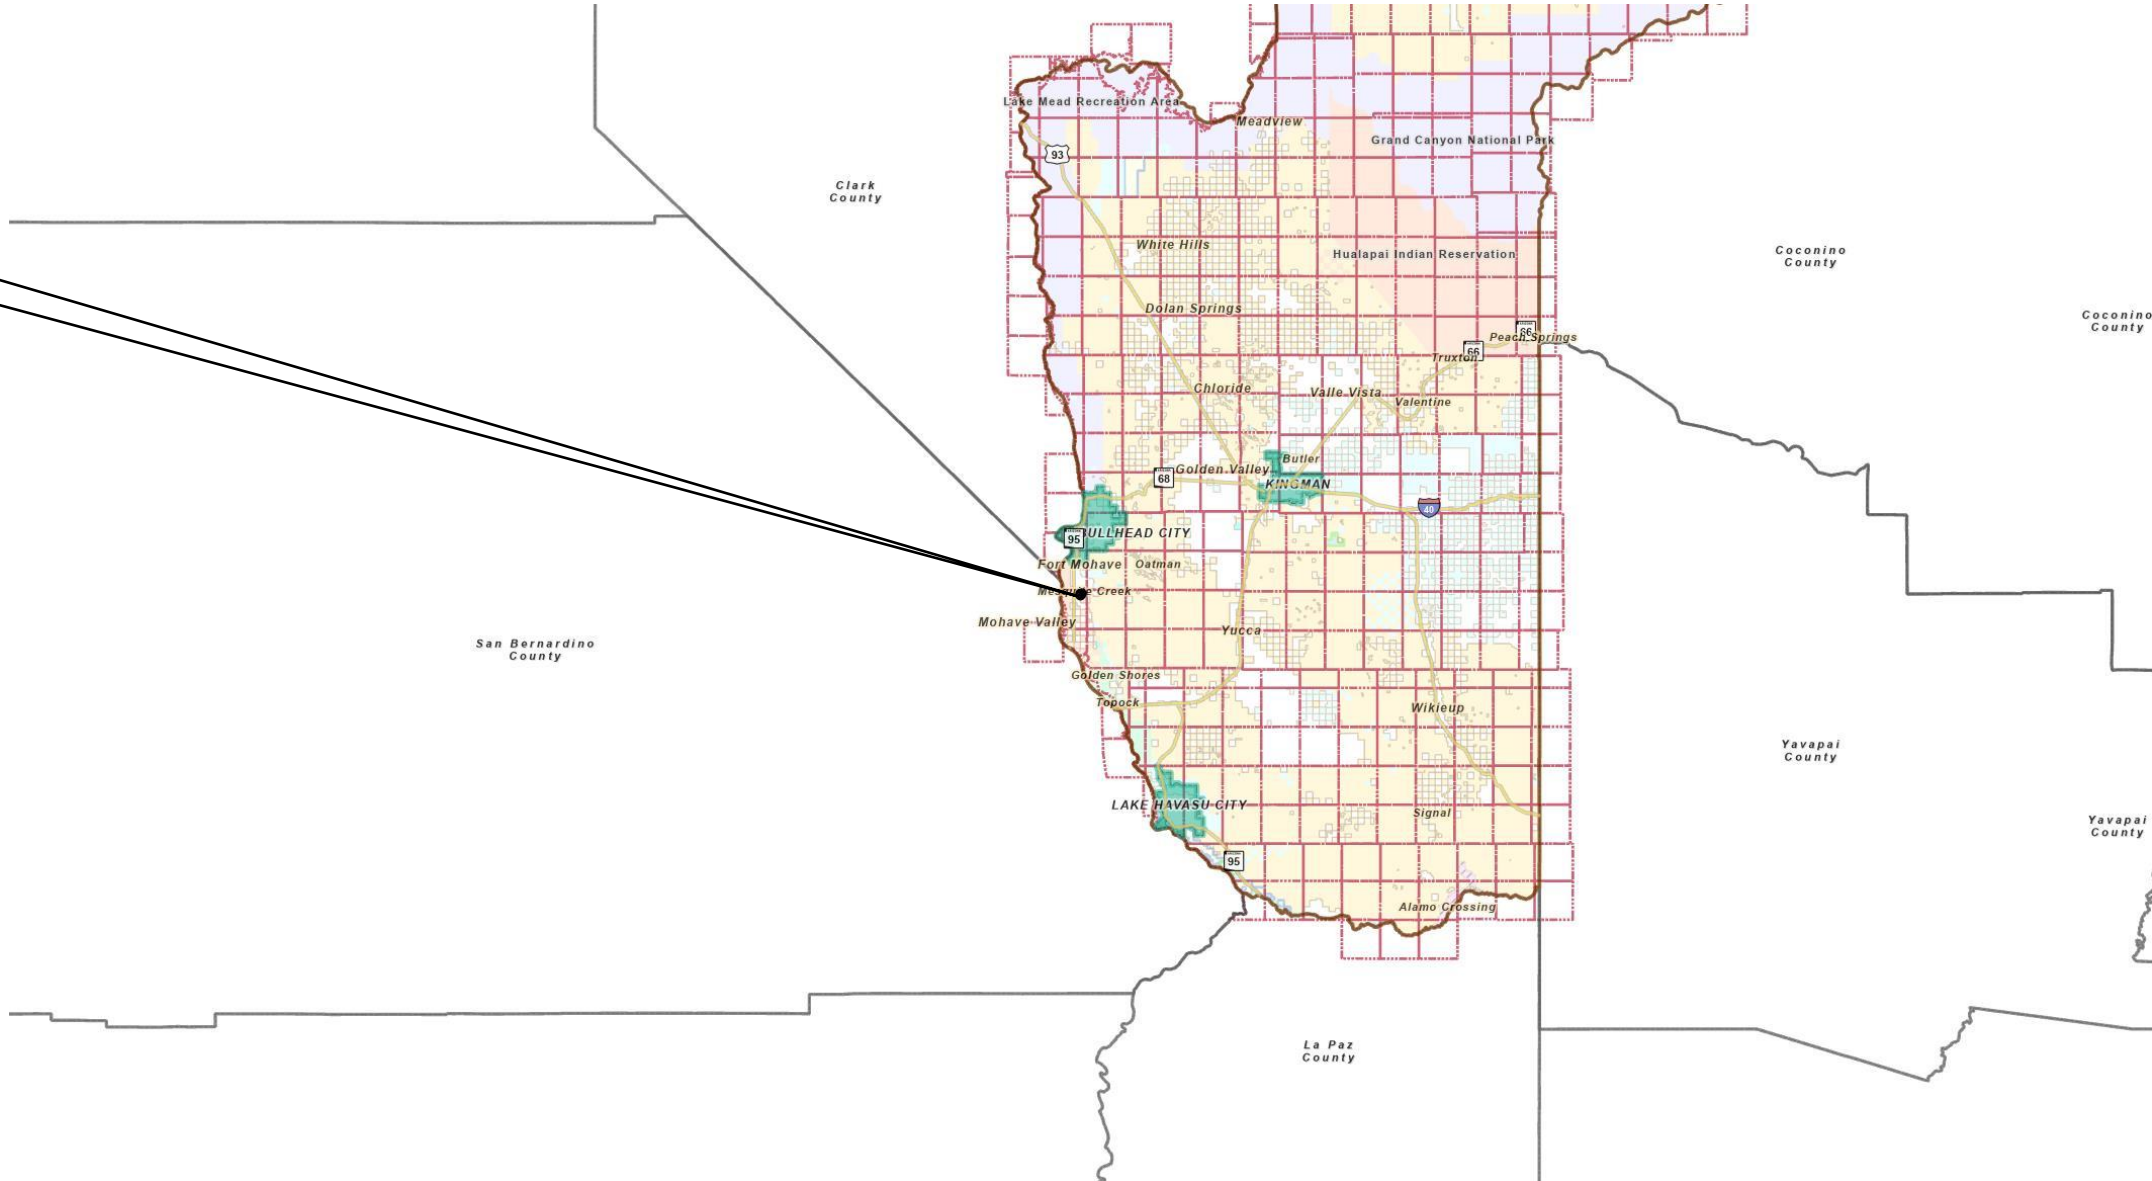 Lake Mead Recreation Area
Meadview
Grand Canyon National Park
93
Clark
County
White Hills
Hualapai Indian Reservation
Coconino
County
Dolan Springs
Coconino
County
66
Peach Springs
66
Truxton
Chloride
Valle Vista
Valentine
Butler
Golden Valley
68
KINGMAN
40
95
BULLHEAD CITY
Fort Mohave
Oatman
Mesquite Creek
Mohave Valley
Yucca
San Bernardino
County
Golden Shores
Topock
Wikieup
Yavapai
County
LAKE HAVASU CITY
Signal
Yavapai
County
95
Alamo Crossing
La Paz
County